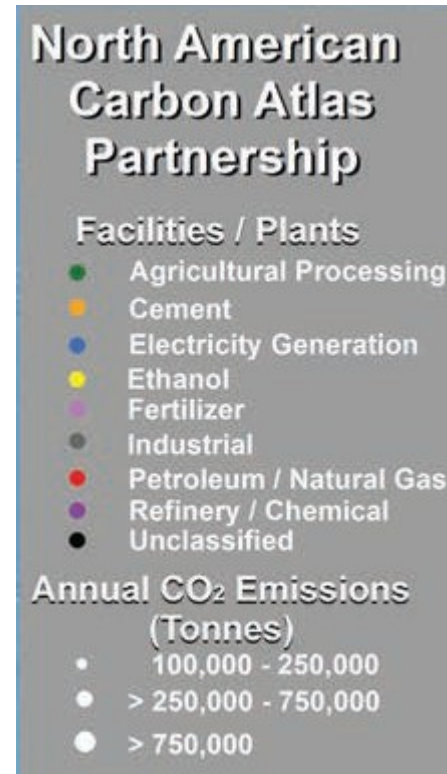 North American
Carbon Atlas
Partnership
Facilities / Plants
Agricultural Processing
Cement
Electricity Generation
Ethanol
Fertilizer
Industrial
Petroleum / Natural Gas
Refinery / Chemical
Unclassified
Annual CO₂ Emissions
(Tonnes)
100,000 - 250,000
> 250,000 - 750,000
> 750,000